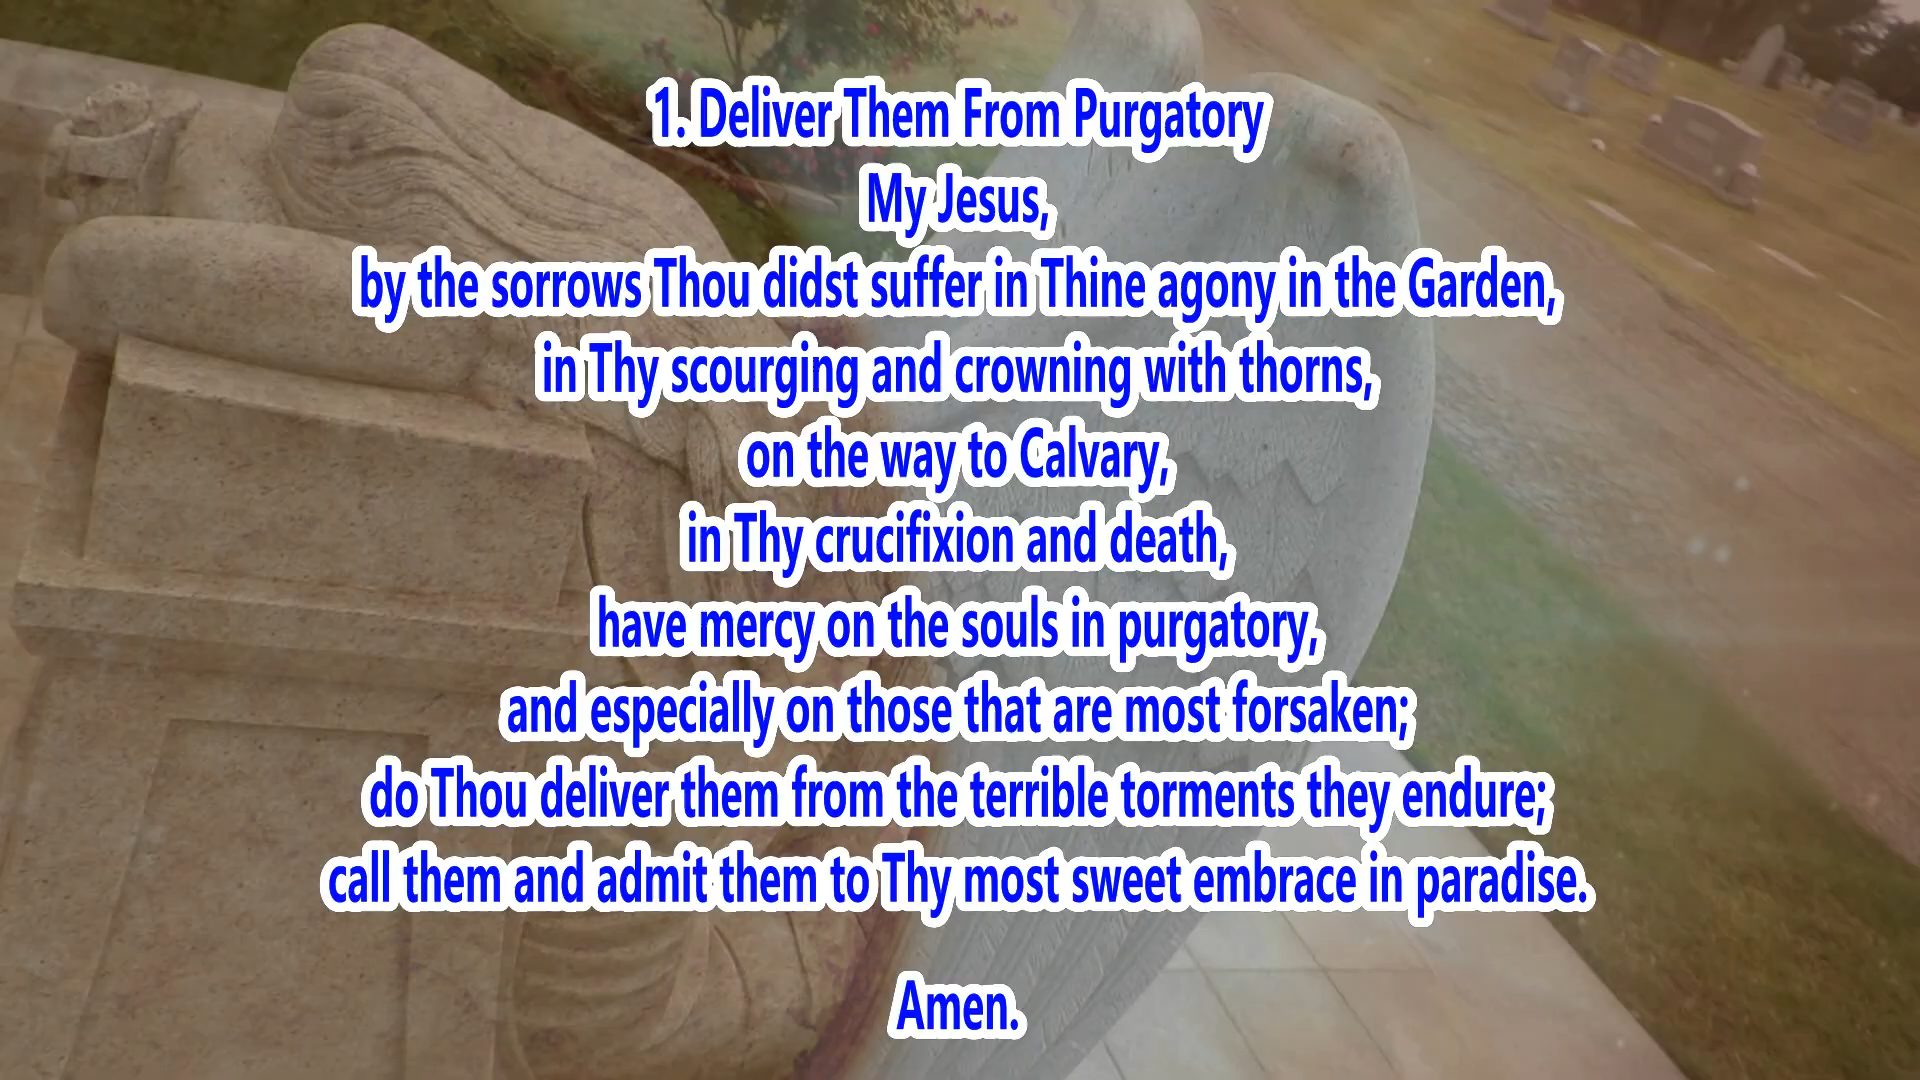 1. Deliver Them From Purgatory
My Jesus,
by the sorrows Thou didst suffer in Thine agony in the Garden,
in Thy scourging and crowning with thorns,
on the way to Calvary,
in Thy crucifixion and death,
have mercy on the souls in purgatory,
and especially on those that are most forsaken;
do Thou deliver them from the terrible torments they endure;
call them and admit them to Thy most sweet embrace in paradise.
Amen.